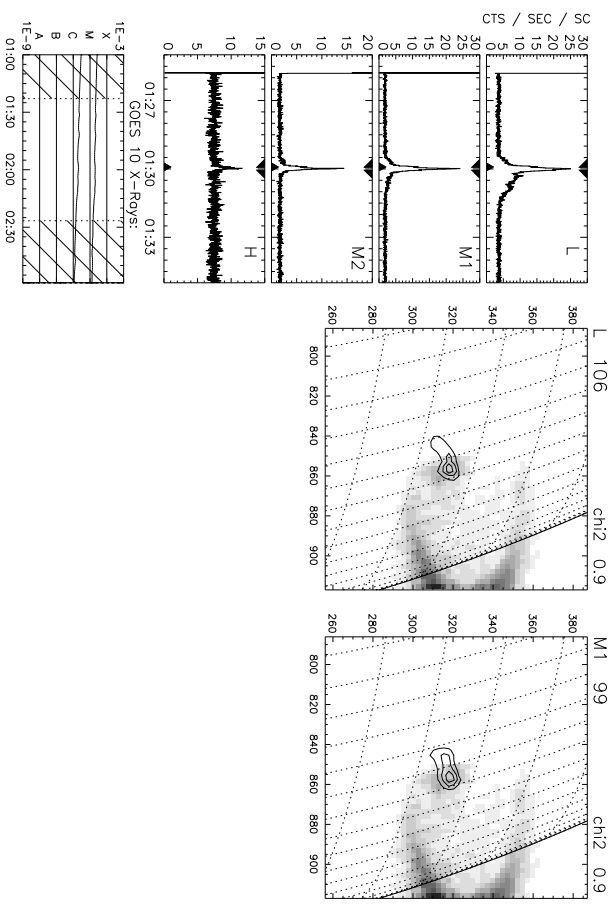 CTS / SEC / SC
0 5 10 15 20 25 30
L
0 5 10 15 20 25 30
M1
0 5 10 15 20
M2
0 5 10 15
H
01:27 01:30 01:33
GOES 10 X-Rays:
1E-3
X
M
C
B
A
1E-9
01:00 01:30 02:00 02:30
L 106 chi2 0.9
380
360
340
320
300
280
260
800 820 840 860 880 900
M1 99 chi2 0.9
380
360
340
320
300
280
260
800 820 840 860 880 900